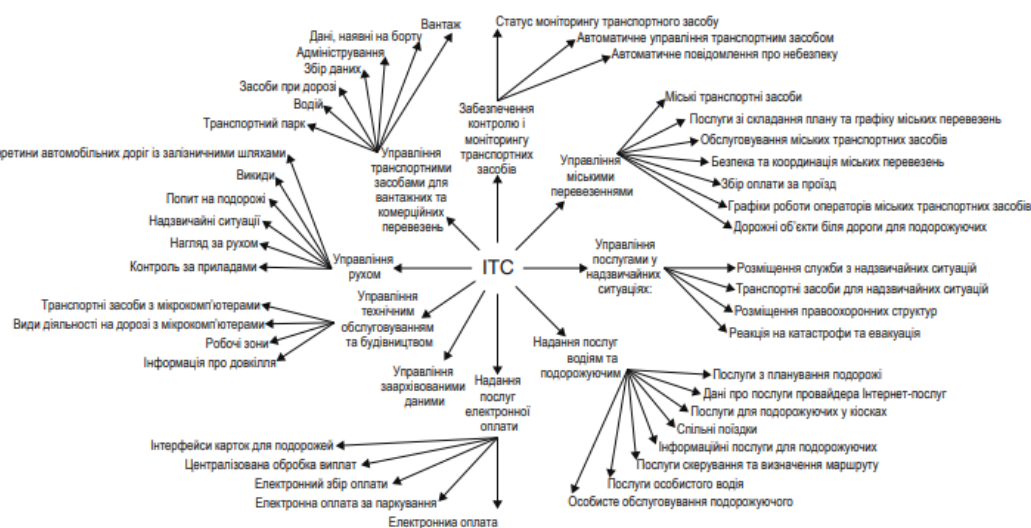 Вантаж
Дані, наявні на борту
Адміністрування
Збір даних
Засоби при дорозі
Водій
Транспортний парк
Управління
транспортними
засобами для
вантажних та
комерційних
перевезень
Статус моніторингу транспортного засобу
Автоматичне управління транспортним засобом
Автоматичне повідомлення про небезпеку
Забезпечення
контролю і
моніторингу
транспортних
засобів
Міські транспортні засоби
Послуги зі складання плану та графіку міських перевезень
Обслуговування міських транспортних засобів
Безпека та координація міських перевезень
Збір оплати за проїзд
Графіки роботи операторів міських транспортних засобів
Дорожні об’єкти біля дороги для подорожуючих
Управління
міськими
перевезеннями
ретини автомобільних доріг із залізничними шляхами
Викиди
Попит на подорожі
Надзвичайні ситуації
Нагляд за рухом
Контроль за приладами
Управління
рухом
ІТС
Управління
послугами у
надзвичайних
ситуаціях:
Розміщення служби з надзвичайних ситуацій
Транспортні засоби для надзвичайних ситуацій
Розміщення правоохоронних структур
Реакція на катастрофи та евакуація
Транспортні засоби з мікрокомп’ютерами
Види діяльності на дорозі з мікрокомп’ютерами
Робочі зони
Інформація про довкілля
Управління
технічним
обслуговуванням
та будівництвом
Управління
заархівованими
даними
Надання
послуг
електронної
оплати
Надання послуг
водіям та
подорожуючим
Послуги з планування подорожі
Дані про послуги провайдера Інтернет-послуг
Послуги для подорожуючих у кіосках
Спільні поїздки
Інформаційні послуги для подорожуючих
Послуги скерування та визначення маршруту
Послуги особистого водія
Особисте обслуговування подорожуючого
Інтерфейси карток для подорожей
Централізована обробка виплат
Електронний збір оплати
Електронна оплата за паркування
Електрониа оплата